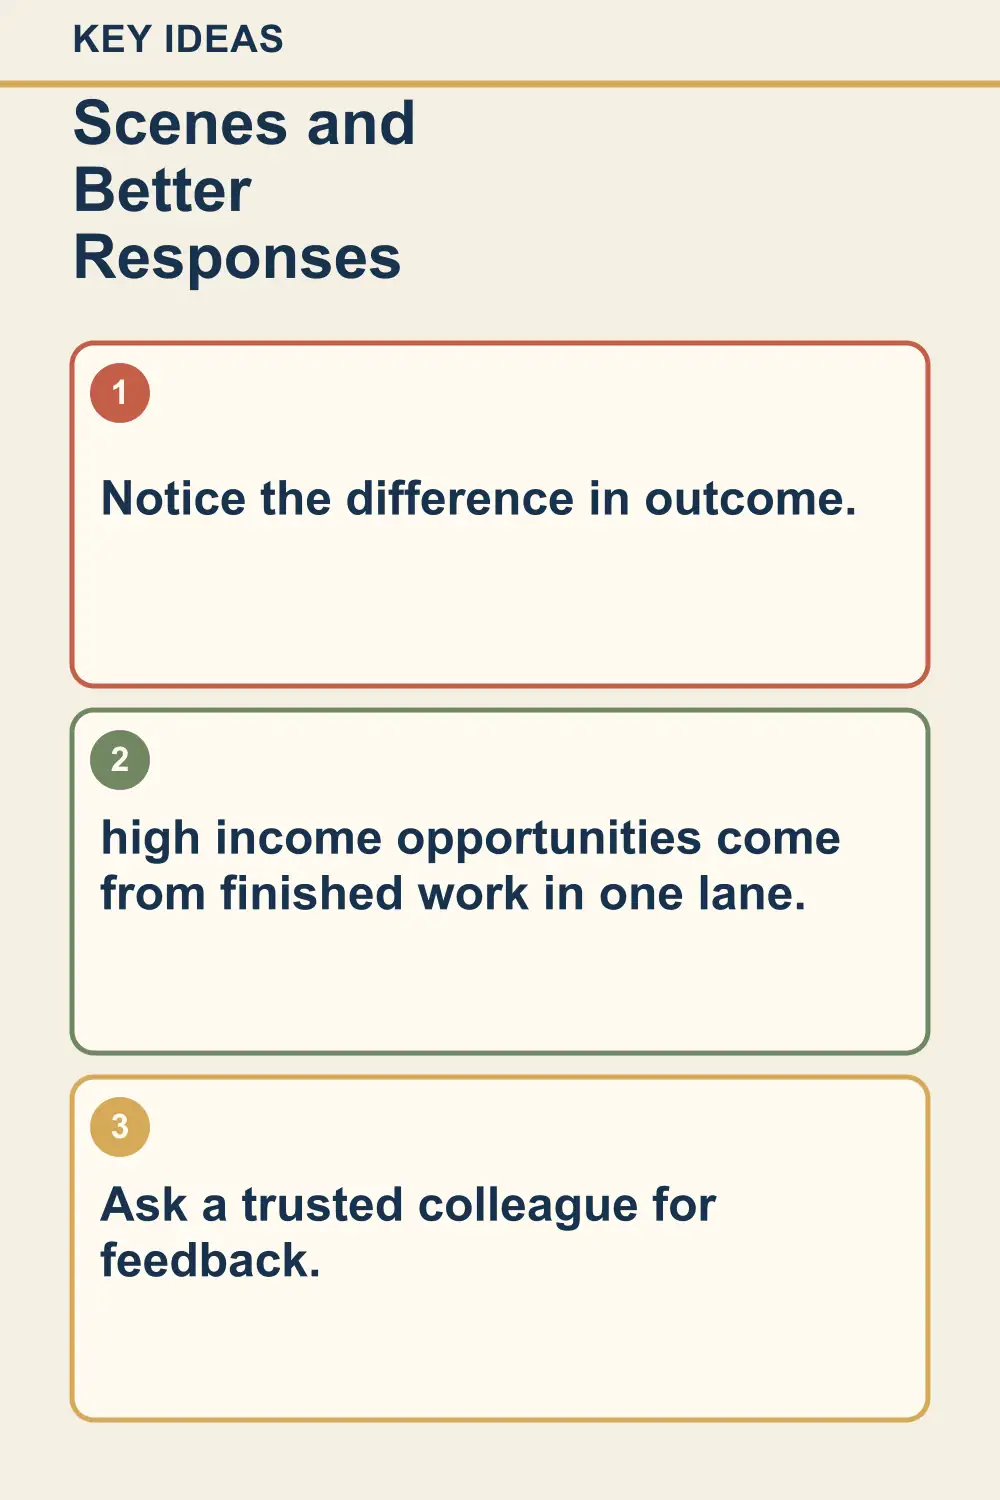 KEY IDEAS
Scenes and
Better
Responses
1
Notice the difference in outcome.
2
high income opportunities come
from finished work in one lane.
3
Ask a trusted colleague for
feedback.